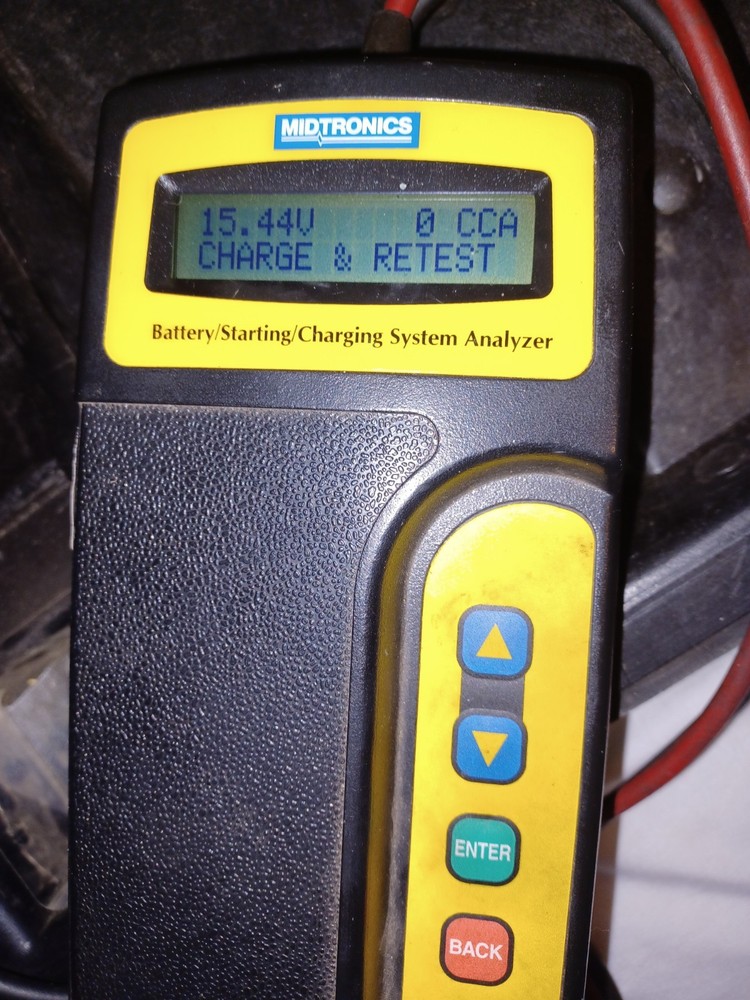 MIDTRONICS
15.44V 0 CCA
CHARGE & RETEST
Battery/Starting/Charging System Analyzer
ENTER
BACK